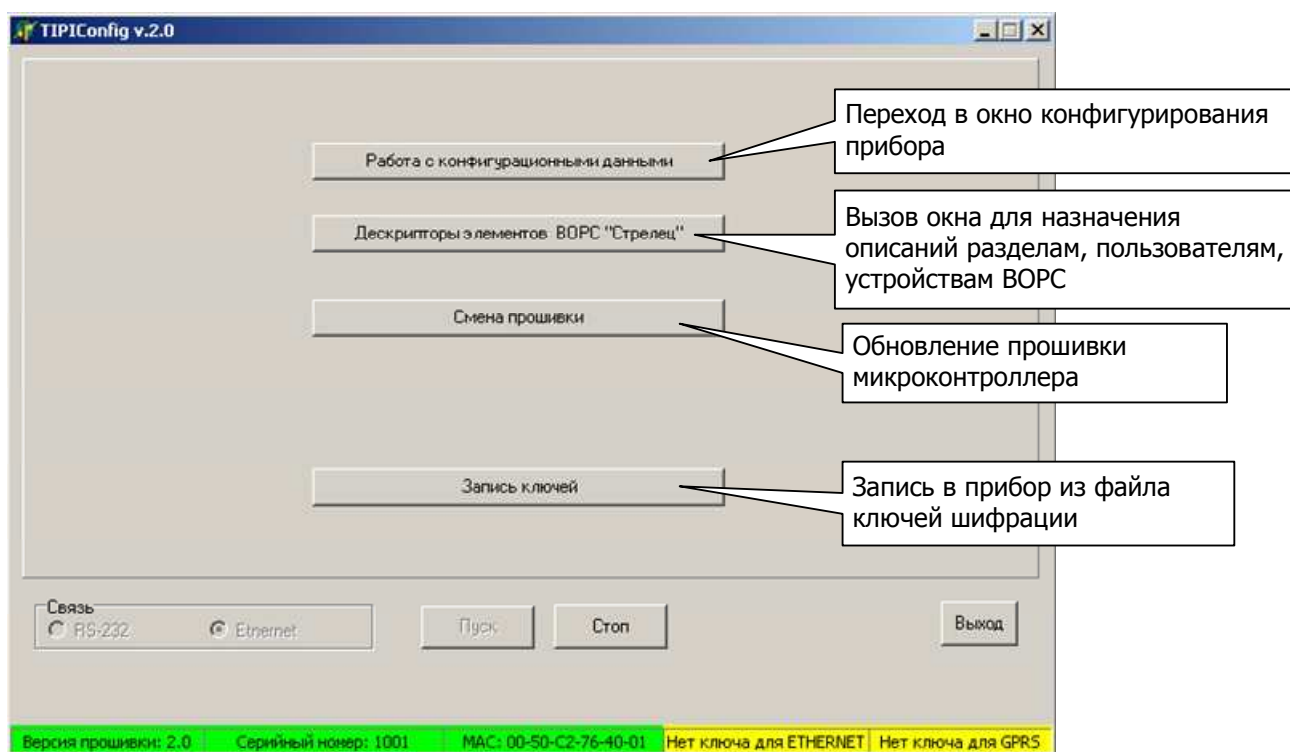 TIPIConfig v.2.0
Переход в окно конфигурирования
прибора
Работа с конфигурационными данными
Вызов окна для назначения
описаний разделам, пользователям,
устройствам ВОРС
Дескрипторы элементов ВОРС "Стрелец"
Смена прошивки
Обновление прошивки
микроконтроллера
Запись ключей
Запись в прибор из файла
ключей шифрации
Связь
RS-232 Etnernet Пуск Стоп Выход
Версия прошивки: 2.0 Серийный номер: 1001 MAC: 00-50-C2-76-40-01 Нет ключа для ETHERNET Нет ключа для GPRS